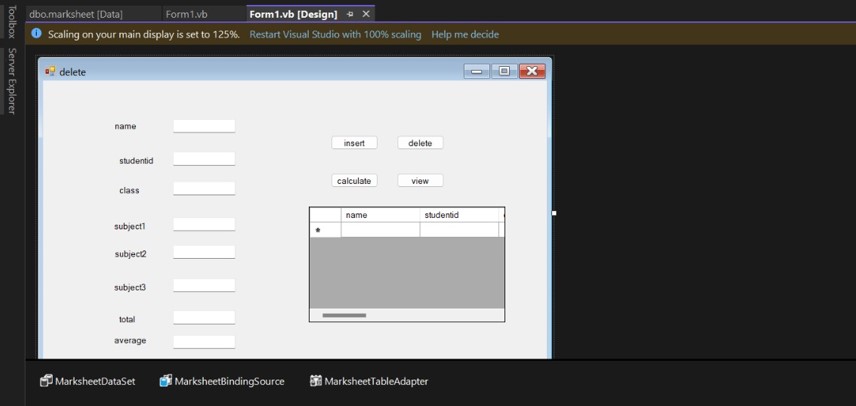 Toolbox
Server Explorer
dbo.marksheet [Data] Form1.vb Form1.vb [Design]
Scaling on your main display is set to 125%. Restart Visual Studio with 100% scaling Help me decide
delete
name
studentid
class
subject1
subject2
subject3
total
average
insert delete
calculate view
name studentid
*
MarksheetDataSet MarksheetBindingSource MarksheetTableAdapter